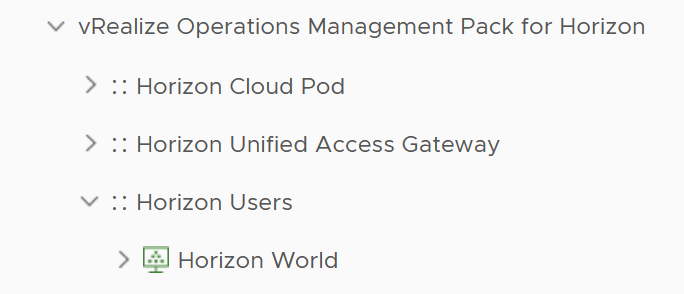 vRealize Operations Management Pack for Horizon
:: Horizon Cloud Pod
:: Horizon Unified Access Gateway
:: Horizon Users
Horizon World